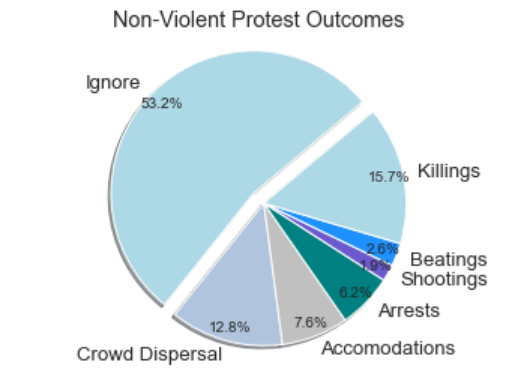 Non-Violent Protest Outcomes
Ignore
53.2%
15.7%
Killings
2.6%
Beatings
1.9%
Shootings
6.2%
Arrests
7.6%
Accomodations
12.8%
Crowd Dispersal